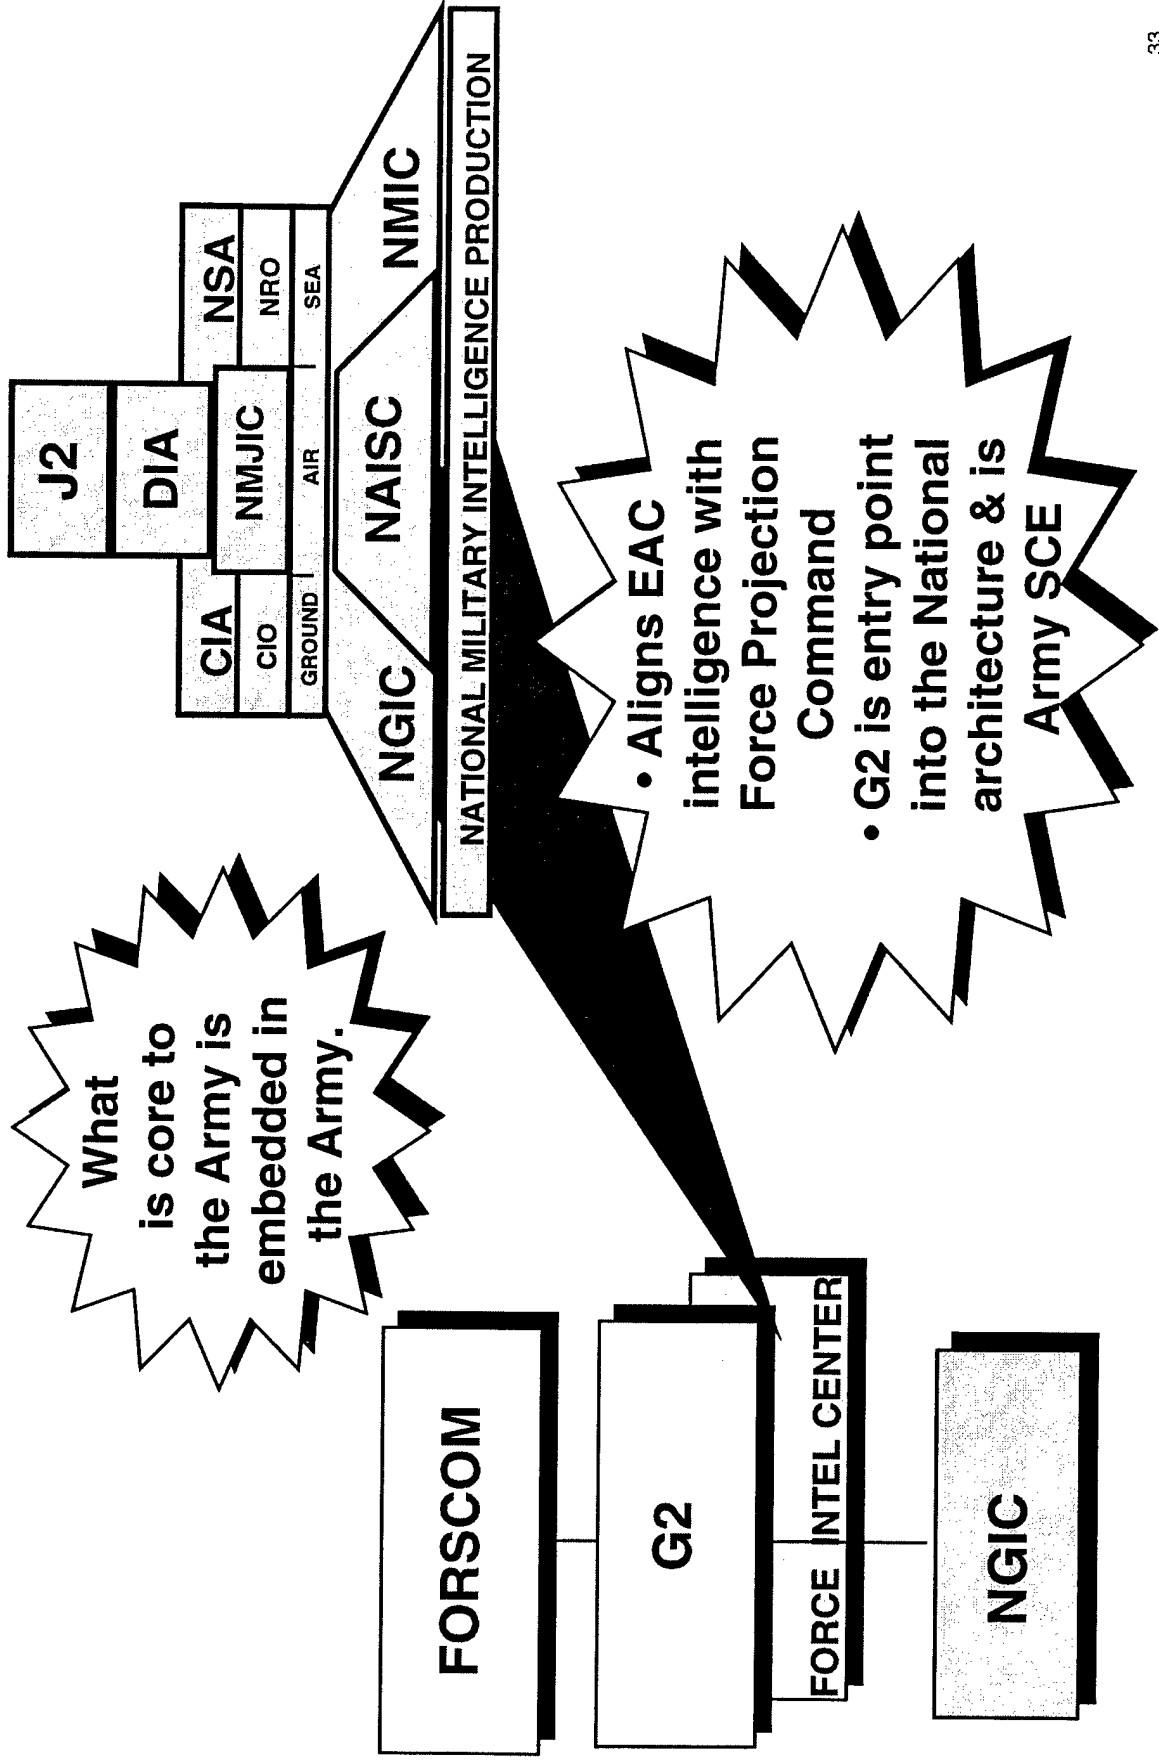 J2
DIA
CIA
NMJIC
NSA
CIO
NRO
GROUND
AIR
SEA
NGIC
NAISC
NMIC
NATIONAL MILITARY INTELLIGENCE PRODUCTION
What
is core to
the Army is
embedded in
the Army.
FORSCOM
G2
FORCE INTEL CENTER
NGIC
• Aligns EAC
intelligence with
Force Projection
Command
• G2 is entry point
into the National
architecture & is
Army SCE
33